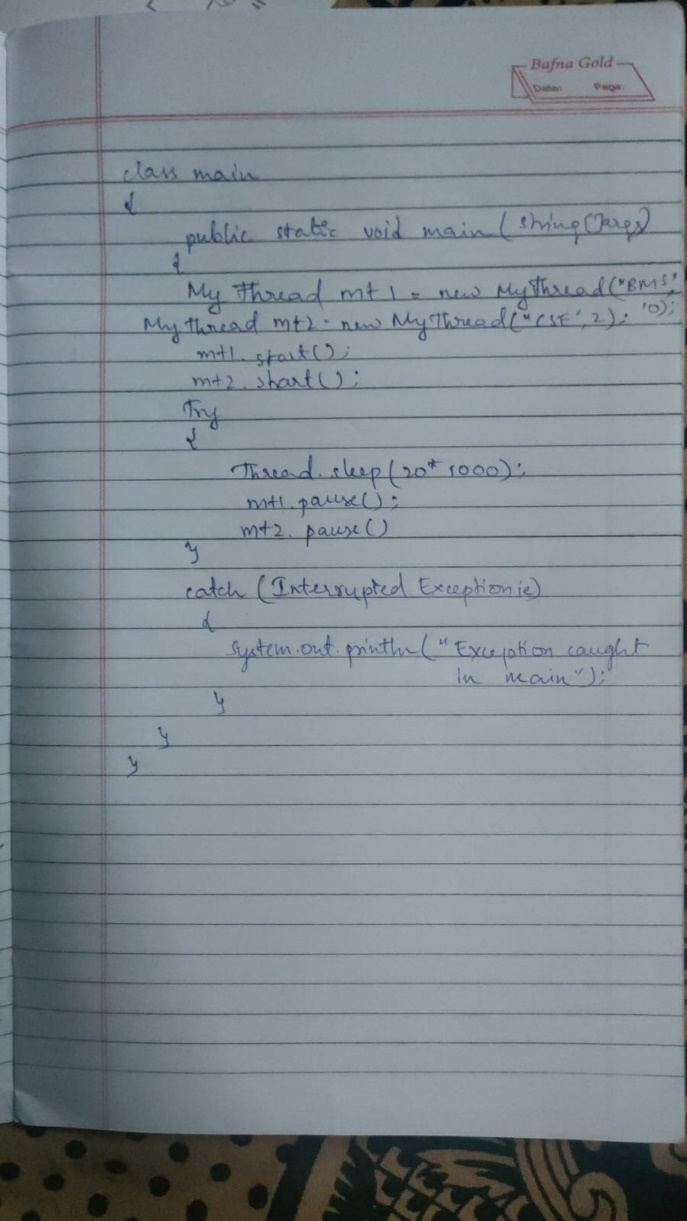 Bafna Gold
Date: Page:
class main
{
public static void main (string[]args)
{
My Thread mt1 = new MyThread("BMS",
10);
My thread mt2 = new MyThread("CSE", 2);
mt1. start();
mt2. start();
Try
{
Thread. sleep (20* 1000);
mt1. pause();
mt2. pause()
}
catch (Interrupted Exception ie)
{
System.out.println("Exception caught
in main");
}
}
}